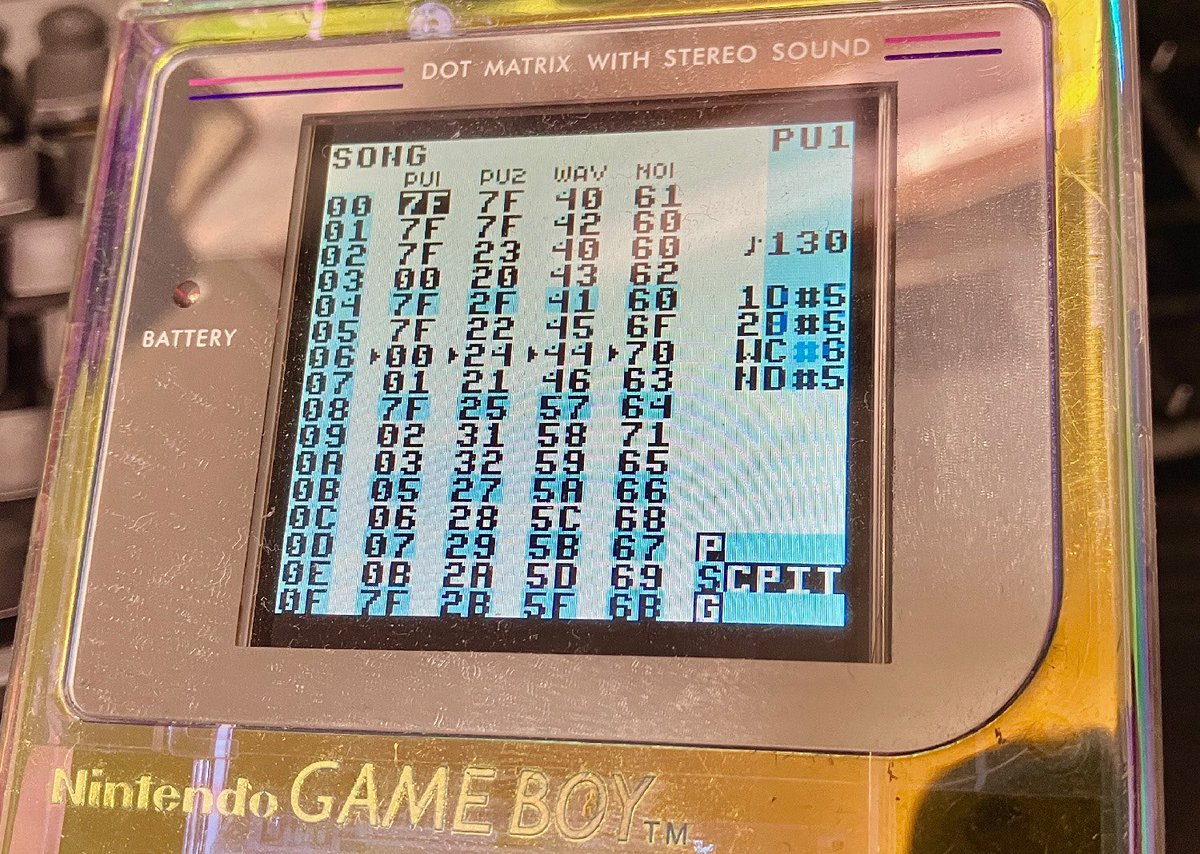 DOT MATRIX WITH STEREO SOUND
SONG PU1
PU1 PU2 WAV NOI
00 7F 7F 40 61
01 7F 7F 42 60
02 7F 23 40 60 ♪130
03 00 20 43 62
04 7F 2F 41 60 1D#5
05 7F 22 45 6F 2B#5
06 00 24 44 70 WC#6
07 01 21 46 63 ND#5
08 7F 25 57 64
09 02 31 58 71
0A 03 32 59 65
0B 05 27 5A 66
0C 06 28 5C 68
0D 07 29 5B 67 P
0E 0B 2A 5D 69 SCPIT
0F 7F 2B 5F 6B G
BATTERY
Nintendo GAME BOY TM